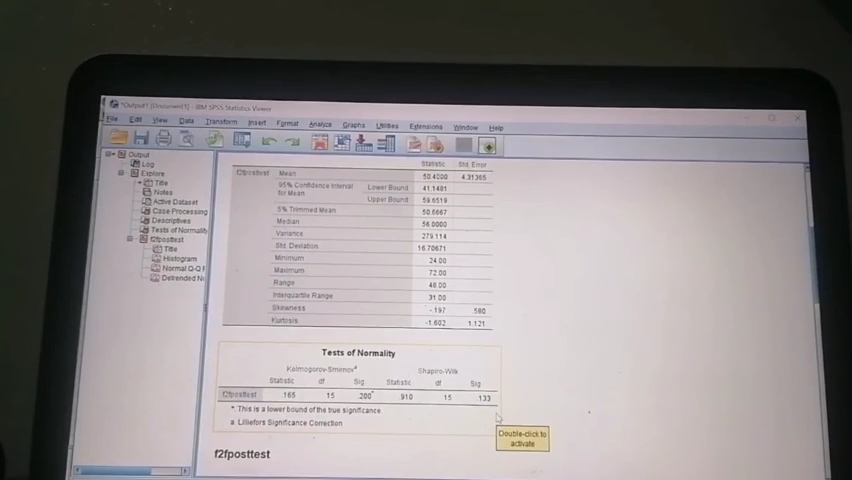 *Output1 [Document1] - IBM SPSS Statistics Viewer
File Edit View Data Transform Insert Format Analyze Graphs Utilities Extensions Window Help
Output
Log
Explore
Title
Notes
Active Dataset
Case Processing
Descriptives
Tests of Normality
f2fposttest
Title
Histogram
Normal Q-Q
Detrended
Statistic Std. Error
f2fposttest Mean 50.4000 4.31365
95% Confidence Interval for Mean Lower Bound 41.1481
Upper Bound 59.6519
5% Trimmed Mean 50.6667
Median 56.0000
Variance 279.114
Std. Deviation 16.70671
Minimum 24.00
Maximum 72.00
Range 48.00
Interquartile Range 31.00
Skewness -.197 .580
Kurtosis -1.602 1.121
Tests of Normality
Kolmogorov-Smirnov^a Shapiro-Wilk
Statistic df Sig. Statistic df Sig.
f2fposttest .165 15 .200* .910 15 .133
*. This is a lower bound of the true significance.
a. Lilliefors Significance Correction
Double-click to
activate
f2fposttest